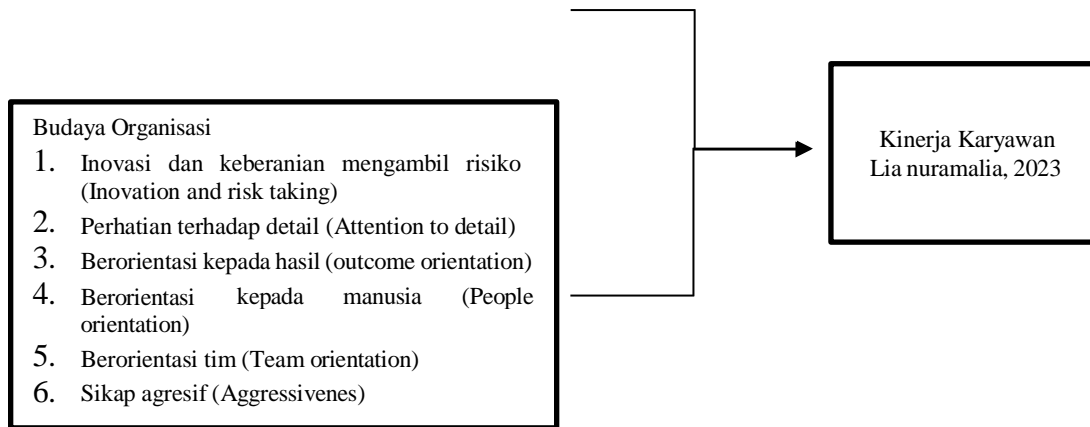 Budaya Organisasi
1. Inovasi dan keberanian mengambil risiko
(Inovation and risk taking)
2. Perhatian terhadap detail (Attention to detail)
3. Berorientasi kepada hasil (outcome orientation)
4. Berorientasi kepada manusia (People
orientation)
5. Berorientasi tim (Team orientation)
6. Sikap agresif (Aggressivenes)
Kinerja Karyawan
Lia nuramalia, 2023